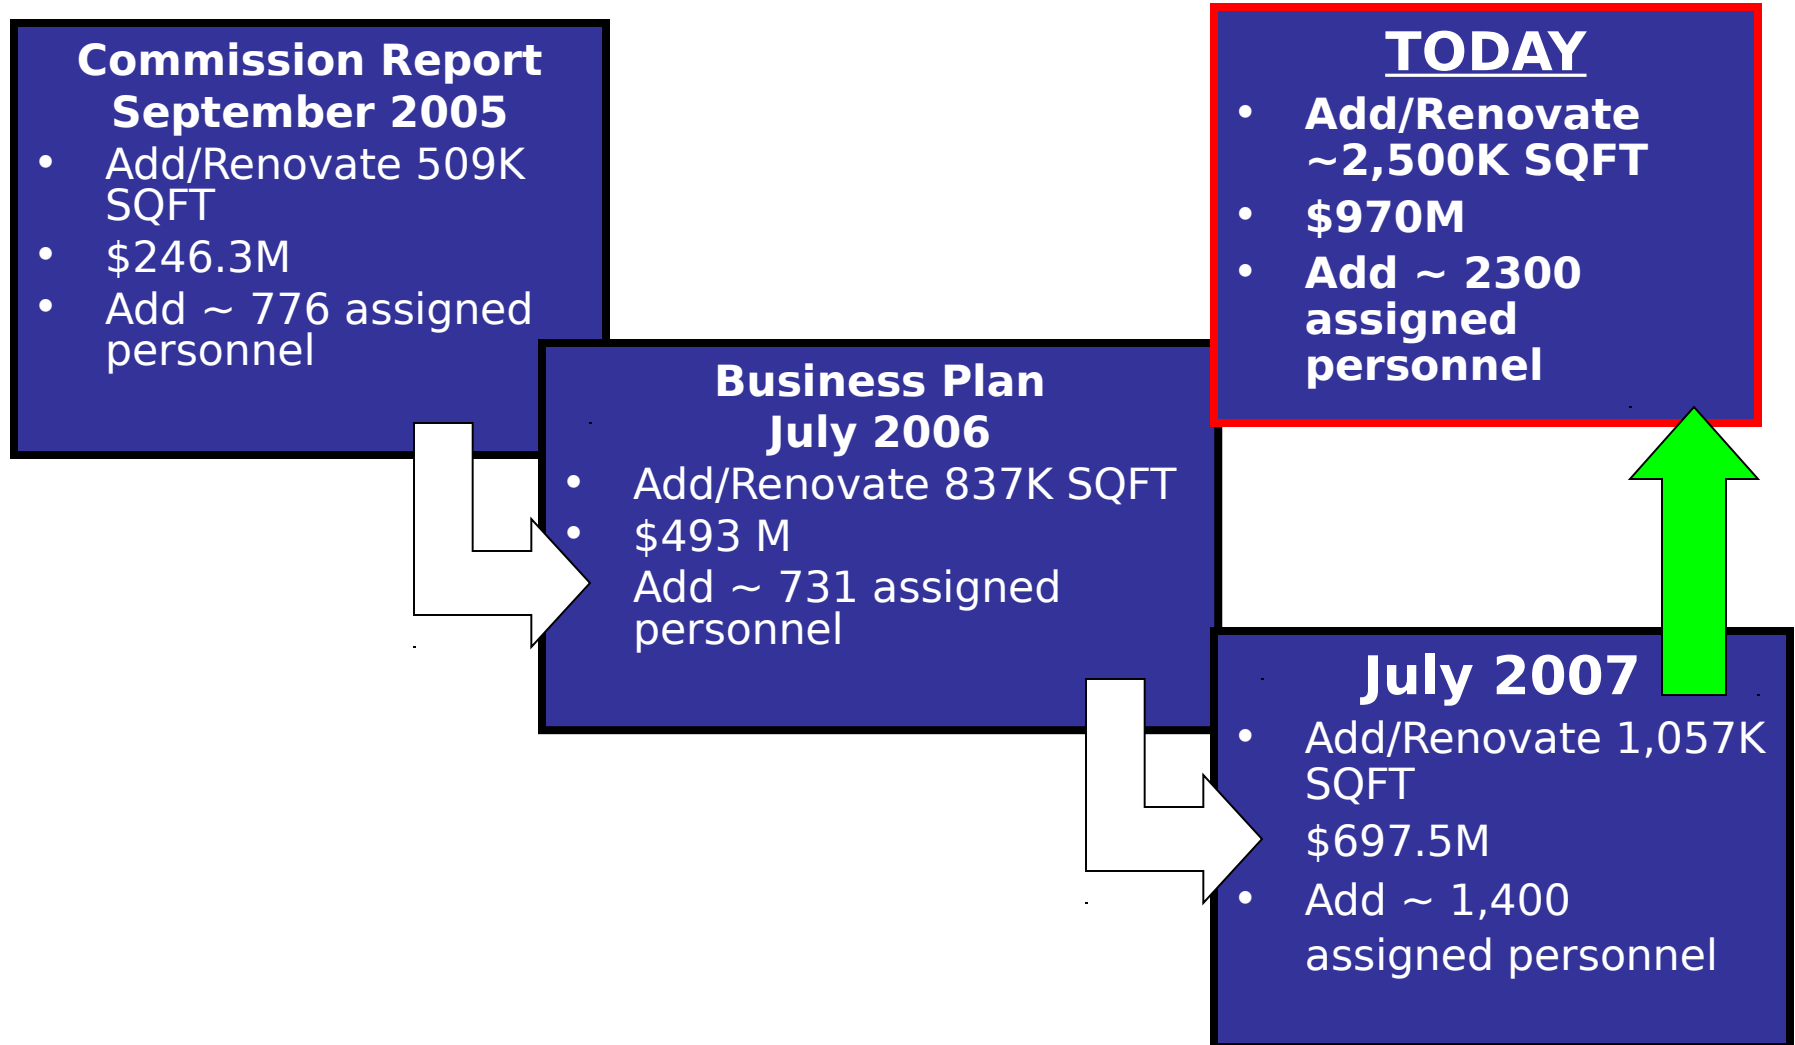 Commission Report
September 2005
• Add/Renovate 509K
SQFT
• $246.3M
• Add ~ 776 assigned
personnel
Business Plan
July 2006
• Add/Renovate 837K SQFT
• $493 M
Add ~ 731 assigned
personnel
July 2007
• Add/Renovate 1,057K
SQFT
$697.5M
• Add ~ 1,400
assigned personnel
TODAY
• Add/Renovate
~2,500K SQFT
• $970M
• Add ~ 2300
assigned
personnel